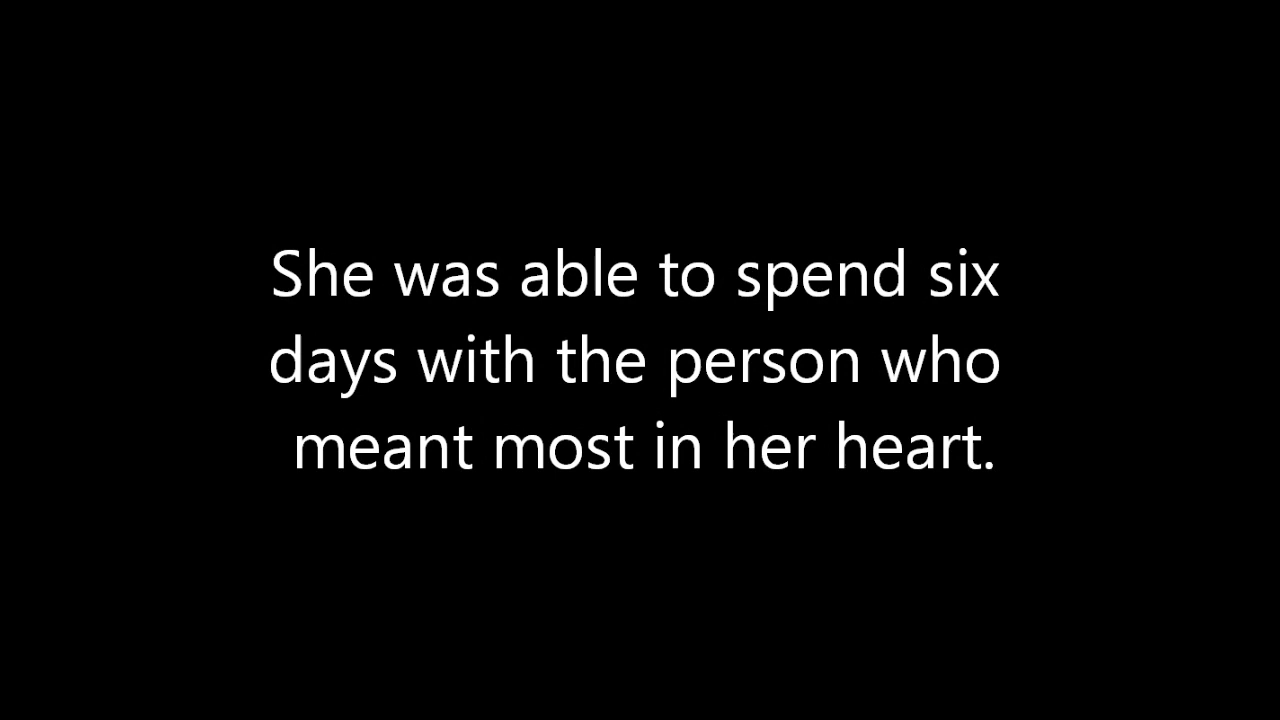 She was able to spend six
days with the person who
meant most in her heart.